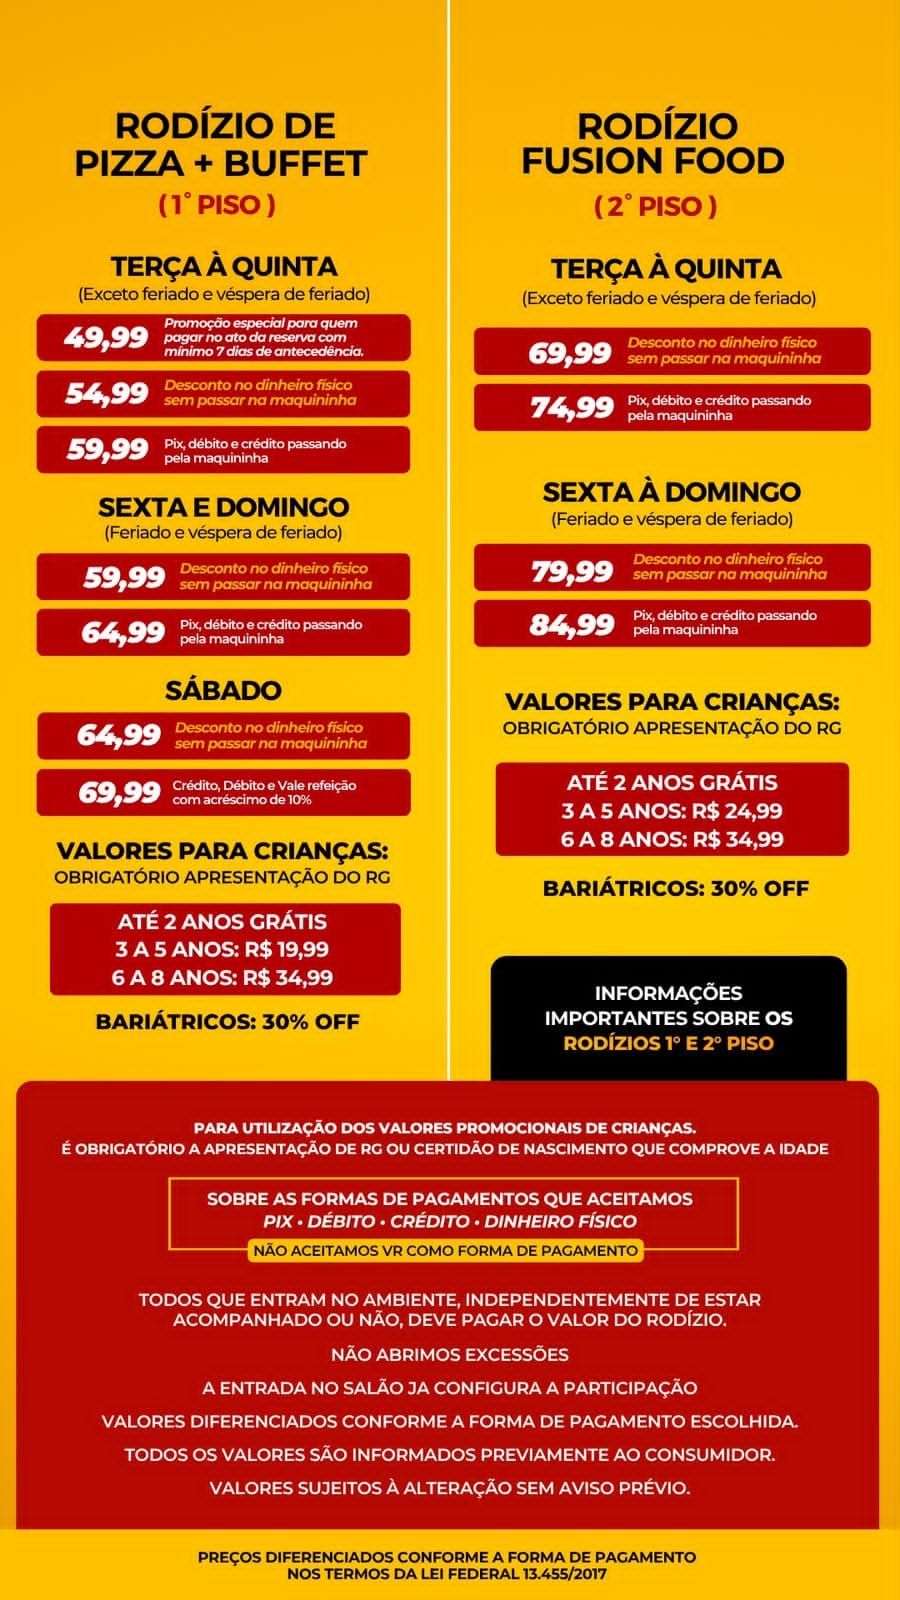 RODÍZIO DE
PIZZA + BUFFET
(1° PISO)
TERÇA À QUINTA
(Exceto feriado e véspera de feriado)
49,99
Promoção especial para quem
pagar no ato da reserva com
mínimo 7 dias de antecedência.
54,99
Desconto no dinheiro físico
sem passar na maquininha
59,99
Pix, débito e crédito passando
pela maquininha
SEXTA E DOMINGO
(Feriado e véspera de feriado)
59,99
Desconto no dinheiro físico
sem passar na maquininha
64,99
Pix, débito e crédito passando
pela maquininha
SÁBADO
64,99
Desconto no dinheiro físico
sem passar na maquininha
69,99
Crédito, Débito e Vale refeição
com acréscimo de 10%
VALORES PARA CRIANÇAS:
OBRIGATÓRIO APRESENTAÇÃO DO RG
ATÉ 2 ANOS GRÁTIS
3 A 5 ANOS: R$ 19,99
6 A 8 ANOS: R$ 34,99
BARIÁTRICOS: 30% OFF
RODÍZIO
FUSION FOOD
(2° PISO)
TERÇA À QUINTA
(Exceto feriado e véspera de feriado)
69,99
Desconto no dinheiro físico
sem passar na maquininha
74,99
Pix, débito e crédito passando
pela maquininha
SEXTA À DOMINGO
(Feriado e véspera de feriado)
79,99
Desconto no dinheiro físico
sem passar na maquininha
84,99
Pix, débito e crédito passando
pela maquininha
VALORES PARA CRIANÇAS:
OBRIGATÓRIO APRESENTAÇÃO DO RG
ATÉ 2 ANOS GRÁTIS
3 A 5 ANOS: R$ 24,99
6 A 8 ANOS: R$ 34,99
BARIÁTRICOS: 30% OFF
INFORMAÇÕES
IMPORTANTES SOBRE OS
RODÍZIOS 1° E 2° PISO
PARA UTILIZAÇÃO DOS VALORES PROMOCIONAIS DE CRIANÇAS.
É OBRIGATÓRIO A APRESENTAÇÃO DE RG OU CERTIDÃO DE NASCIMENTO QUE COMPROVE A IDADE
SOBRE AS FORMAS DE PAGAMENTOS QUE ACEITAMOS
PIX • DÉBITO • CRÉDITO • DINHEIRO FÍSICO
NÃO ACEITAMOS VR COMO FORMA DE PAGAMENTO
TODOS QUE ENTRAM NO AMBIENTE, INDEPENDENTEMENTE DE ESTAR
ACOMPANHADO OU NÃO, DEVE PAGAR O VALOR DO RODÍZIO.
NÃO ABRIMOS EXCESSÕES
A ENTRADA NO SALÃO JA CONFIGURA A PARTICIPAÇÃO
VALORES DIFERENCIADOS CONFORME A FORMA DE PAGAMENTO ESCOLHIDA.
TODOS OS VALORES SÃO INFORMADOS PREVIAMENTE AO CONSUMIDOR.
VALORES SUJEITOS À ALTERAÇÃO SEM AVISO PRÉVIO.
PREÇOS DIFERENCIADOS CONFORME A FORMA DE PAGAMENTO
NOS TERMOS DA LEI FEDERAL 13.455/2017